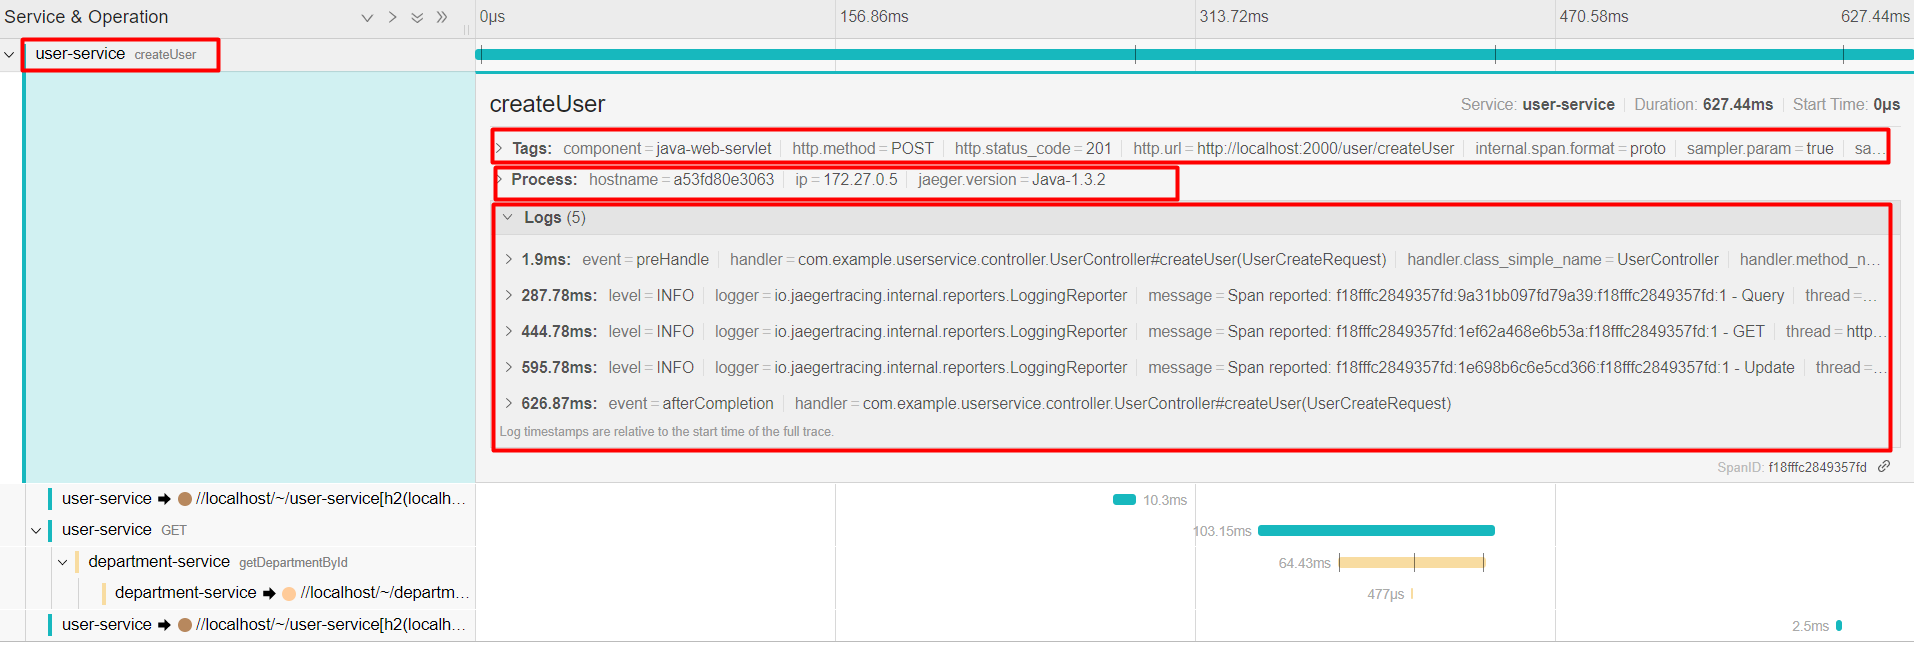 Service & Operation 0μs 156.86ms 313.72ms 470.58ms 627.44ms
user-service createUser
createUser Service: user-service Duration: 627.44ms Start Time: 0μs
Tags: component = java-web-servlet http.method = POST http.status_code = 201 http.url = http://localhost:2000/user/createUser internal.span.format = proto sampler.param = true sa...
Process: hostname = a53fd80e3063 ip = 172.27.0.5 jaeger.version = Java-1.3.2
Logs (5)
1.9ms: event = preHandle handler = com.example.userservice.controller.UserController#createUser(UserCreateRequest) handler.class_simple_name = UserController handler.method_n...
287.78ms: level = INFO logger = io.jaegertracing.internal.reporters.LoggingReporter message = Span reported: f18fffc2849357fd:9a31bb097fd79a39:f18fffc2849357fd:1 - Query thread =...
444.78ms: level = INFO logger = io.jaegertracing.internal.reporters.LoggingReporter message = Span reported: f18fffc2849357fd:1ef62a468e6b53a:f18fffc2849357fd:1 - GET thread = http...
595.78ms: level = INFO logger = io.jaegertracing.internal.reporters.LoggingReporter message = Span reported: f18fffc2849357fd:1e698b6c6e5cd366:f18fffc2849357fd:1 - Update thread =...
626.87ms: event = afterCompletion handler = com.example.userservice.controller.UserController#createUser(UserCreateRequest)
Log timestamps are relative to the start time of the full trace.
SpanID: f18fffc2849357fd
user-service //localhost/~/user-service[h2(localh... 10.3ms
user-service GET 103.15ms
department-service getDepartmentById 64.43ms
department-service //localhost/~/departm... 477μs
user-service //localhost/~/user-service[h2(localh... 2.5ms